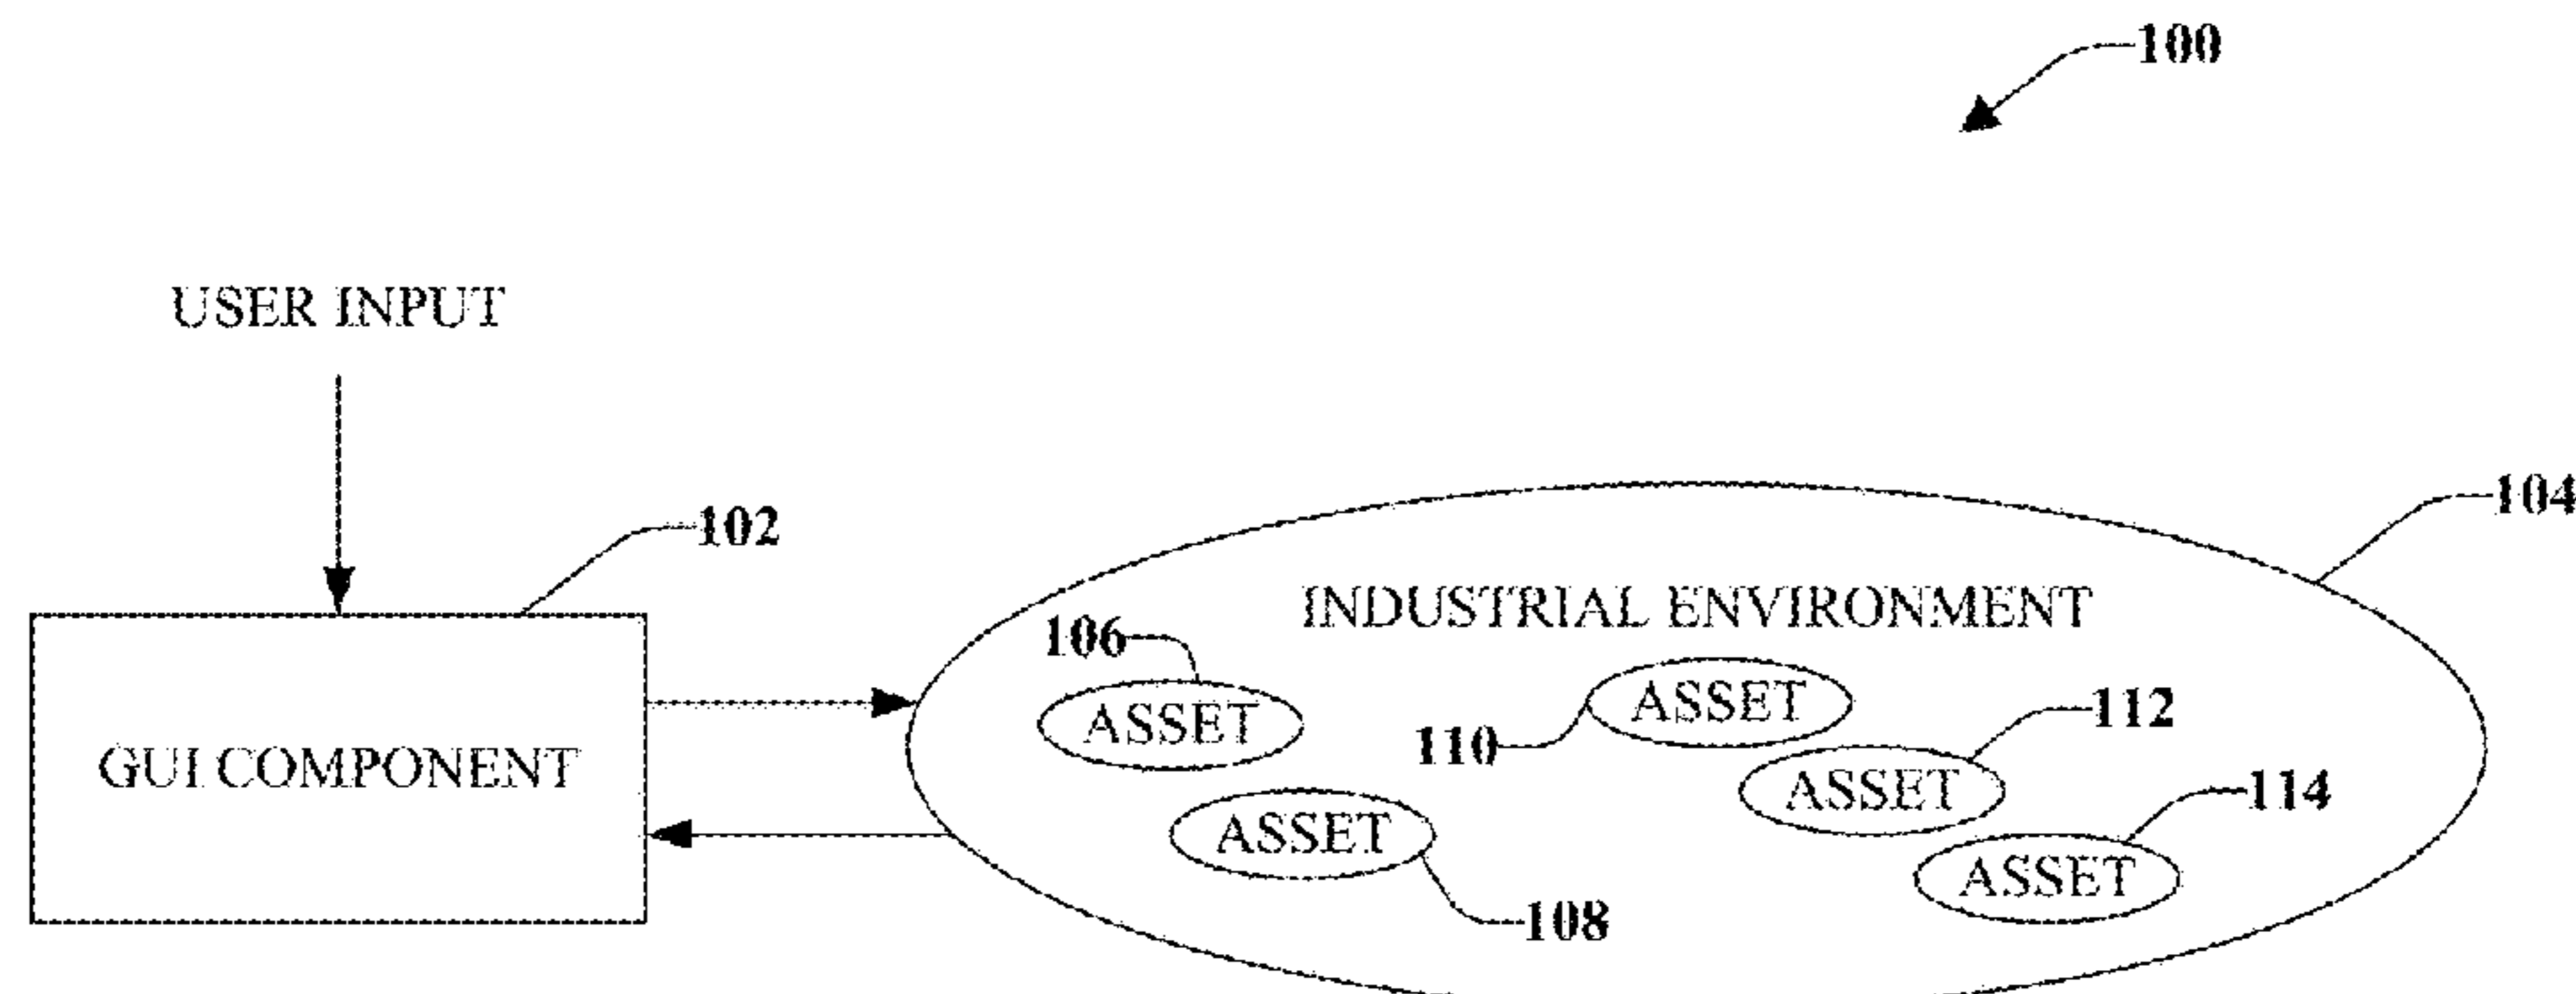 100
USER INPUT
102
104
INDUSTRIAL ENVIRONMENT
106
ASSET
110
ASSET
112
GUI COMPONENT
ASSET
114
ASSET
ASSET
108